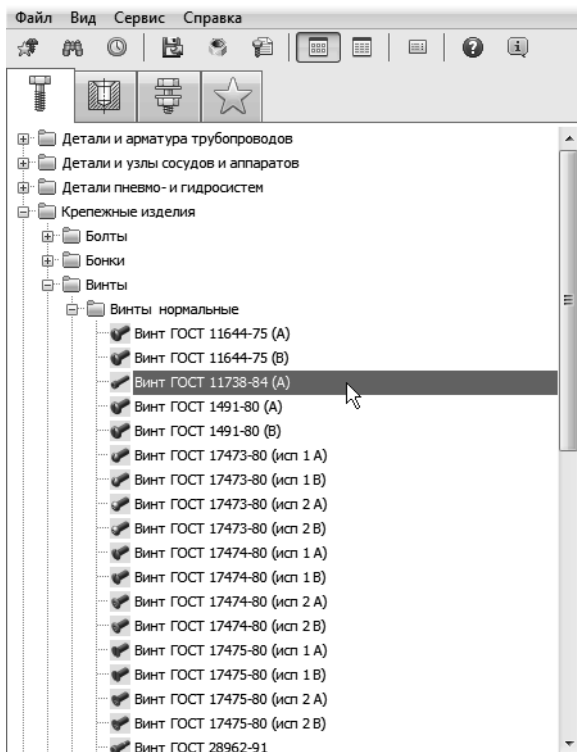 Файл Вид Сервис Справка
Детали и арматура трубопроводов
Детали и узлы сосудов и аппаратов
Детали пневмо- и гидросистем
Крепежные изделия
Болты
Бонки
Винты
Винты нормальные
Винт ГОСТ 11644-75 (А)
Винт ГОСТ 11644-75 (В)
Винт ГОСТ 11738-84 (А)
Винт ГОСТ 1491-80 (А)
Винт ГОСТ 1491-80 (В)
Винт ГОСТ 17473-80 (исп 1 А)
Винт ГОСТ 17473-80 (исп 1 В)
Винт ГОСТ 17473-80 (исп 2 А)
Винт ГОСТ 17473-80 (исп 2 В)
Винт ГОСТ 17474-80 (исп 1 А)
Винт ГОСТ 17474-80 (исп 1 В)
Винт ГОСТ 17474-80 (исп 2 А)
Винт ГОСТ 17474-80 (исп 2 В)
Винт ГОСТ 17475-80 (исп 1 А)
Винт ГОСТ 17475-80 (исп 1 В)
Винт ГОСТ 17475-80 (исп 2 А)
Винт ГОСТ 17475-80 (исп 2 В)
Винт ГОСТ 28962-91